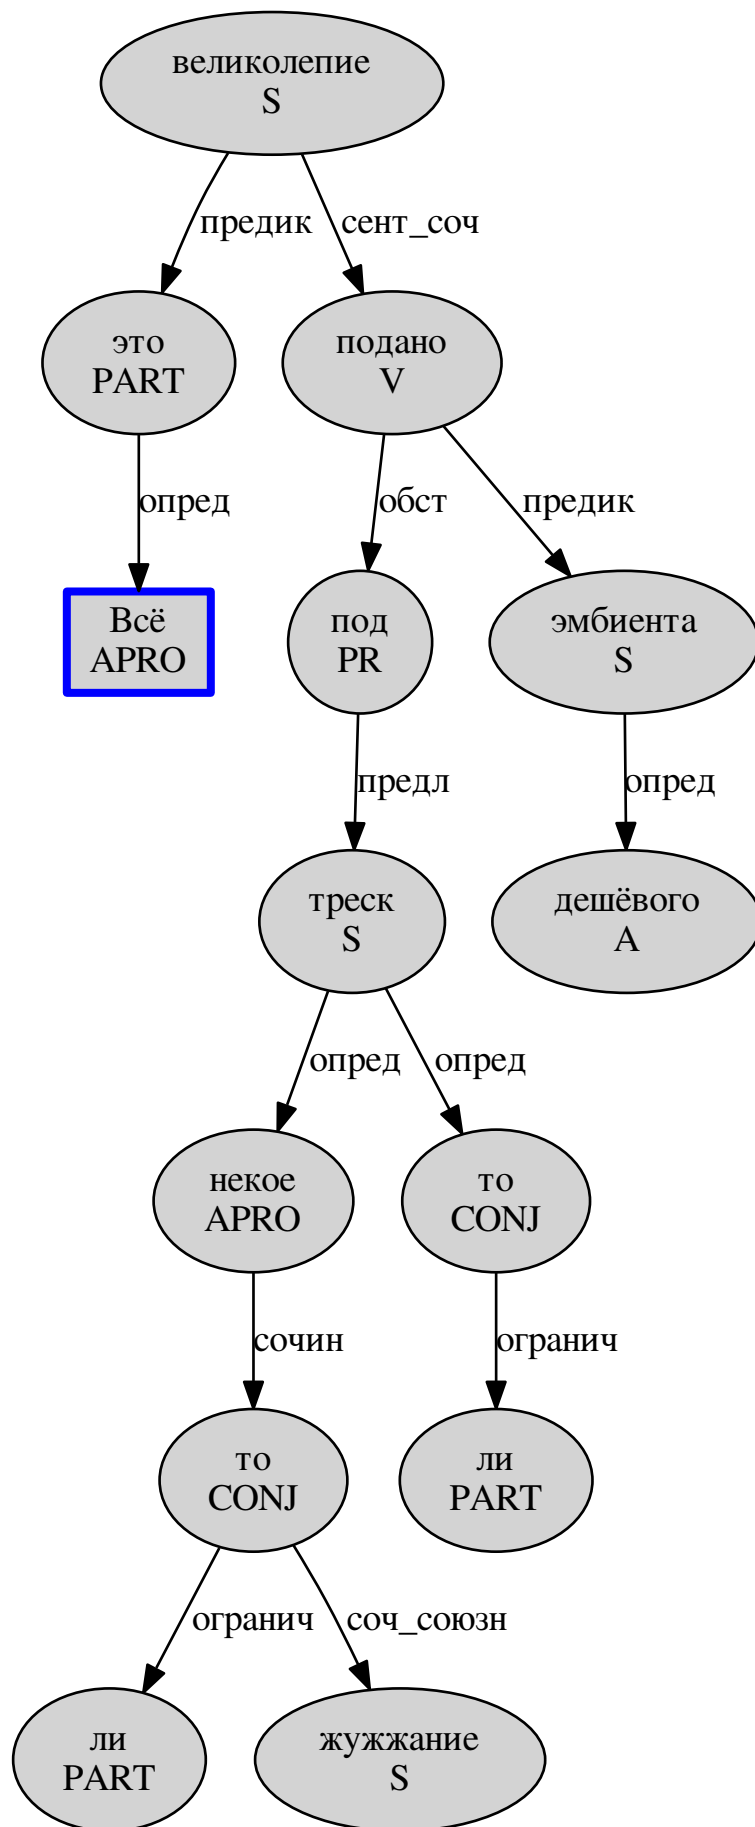 великолепие
S
предик
сент_соч
это
PART
подано
V
опред
обст
предик
Всё
APRO
под
PR
эмбиента
S
предл
опред
треск
S
дешёвого
A
опред
опред
некое
APRO
то
CONJ
сочин
огранич
то
CONJ
ли
PART
огранич
соч_союзн
ли
PART
жужжание
S